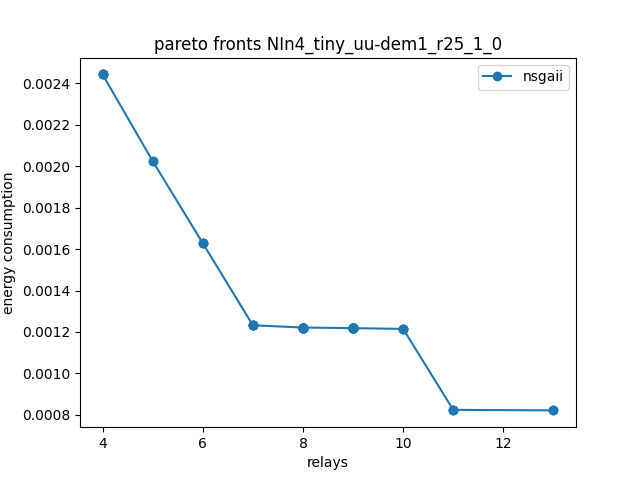 pareto fronts NIn4_tiny_uu-dem1_r25_1_0
nsgaii
0.0024
0.0022
0.0020
0.0018
0.0016
0.0014
0.0012
0.0010
0.0008
energy consumption
4 6 8 10 12
relays